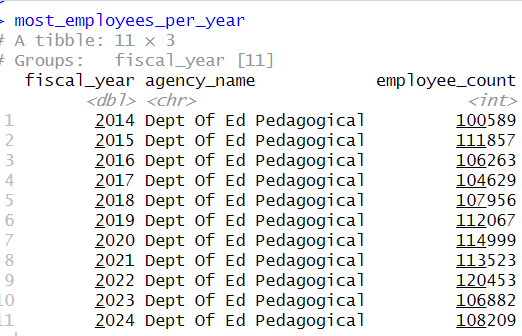 > most_employees_per_year
# A tibble: 11 × 3
# Groups:   fiscal_year [11]
   fiscal_year agency_name            employee_count
         <dbl> <chr>                           <int>
1         2014 Dept Of Ed Pedagogical         100589
2         2015 Dept Of Ed Pedagogical         111857
3         2016 Dept Of Ed Pedagogical         106263
4         2017 Dept Of Ed Pedagogical         104629
5         2018 Dept Of Ed Pedagogical         107956
6         2019 Dept Of Ed Pedagogical         112067
7         2020 Dept Of Ed Pedagogical         114999
8         2021 Dept Of Ed Pedagogical         113523
9         2022 Dept Of Ed Pedagogical         120453
10        2023 Dept Of Ed Pedagogical         106882
11        2024 Dept Of Ed Pedagogical         108209